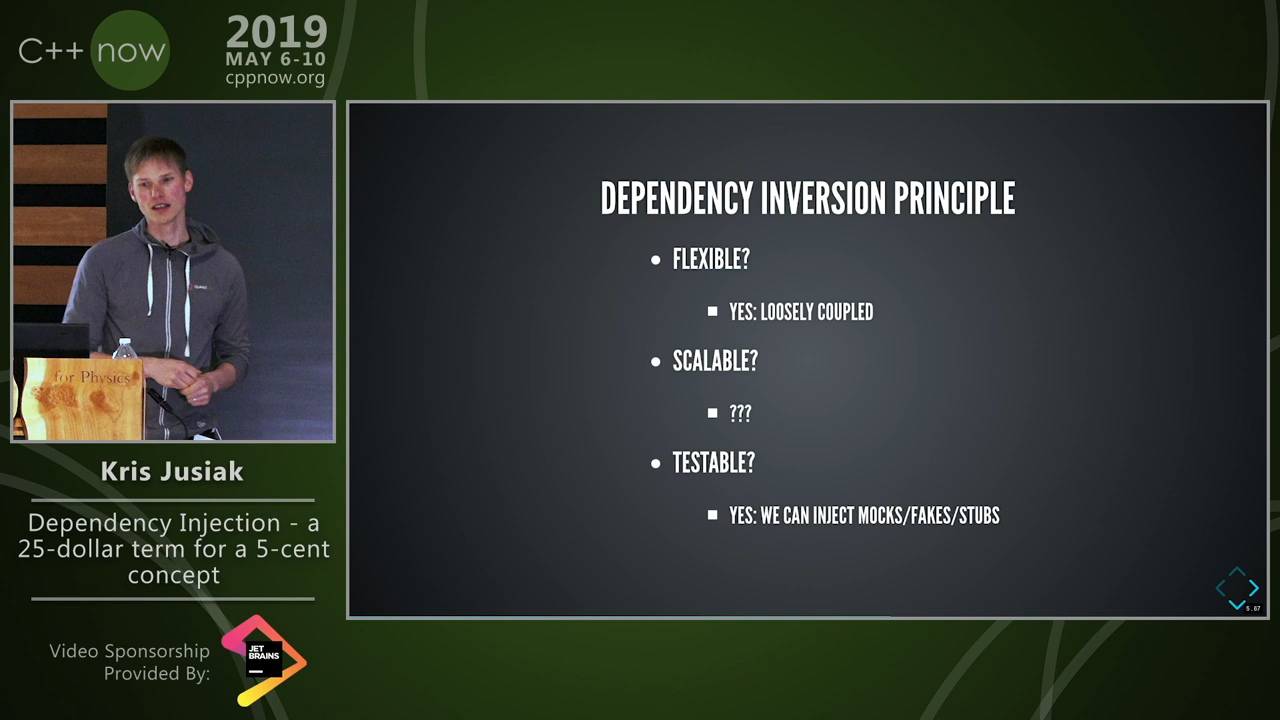 C++ now
2019
MAY 6-10
cppnow.org
for Physics
Kris Jusiak
Dependency Injection - a
25-dollar term for a 5-cent
concept
Video Sponsorship
Provided By:
JET
BRAINS
DEPENDENCY INVERSION PRINCIPLE
• FLEXIBLE?
▪ YES: LOOSELY COUPLED
• SCALABLE?
▪ ???
• TESTABLE?
▪ YES: WE CAN INJECT MOCKS/FAKES/STUBS
5.67